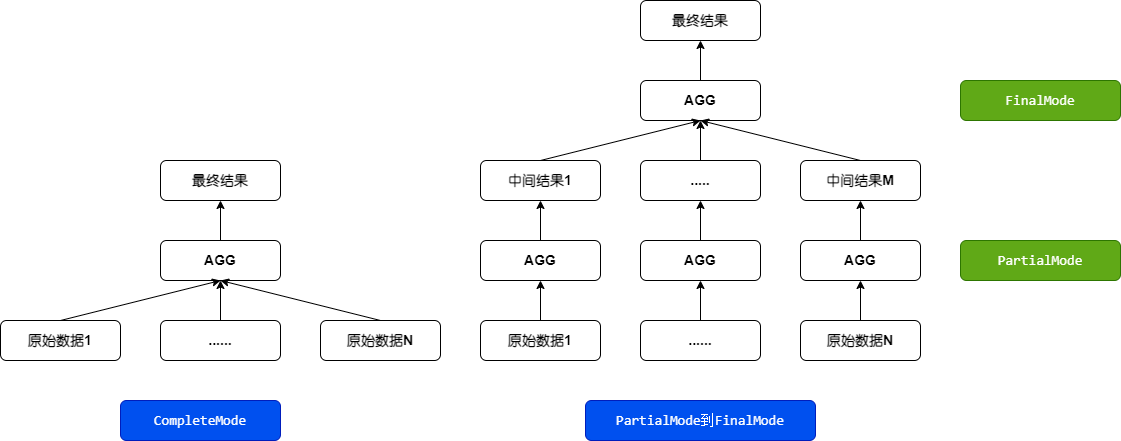 最终结果
AGG
FinalMode
最终结果
中间结果1
.....
中间结果M
AGG
AGG
AGG
AGG
PartialMode
原始数据1
......
原始数据N
原始数据1
......
原始数据N
CompleteMode
PartialMode到FinalMode